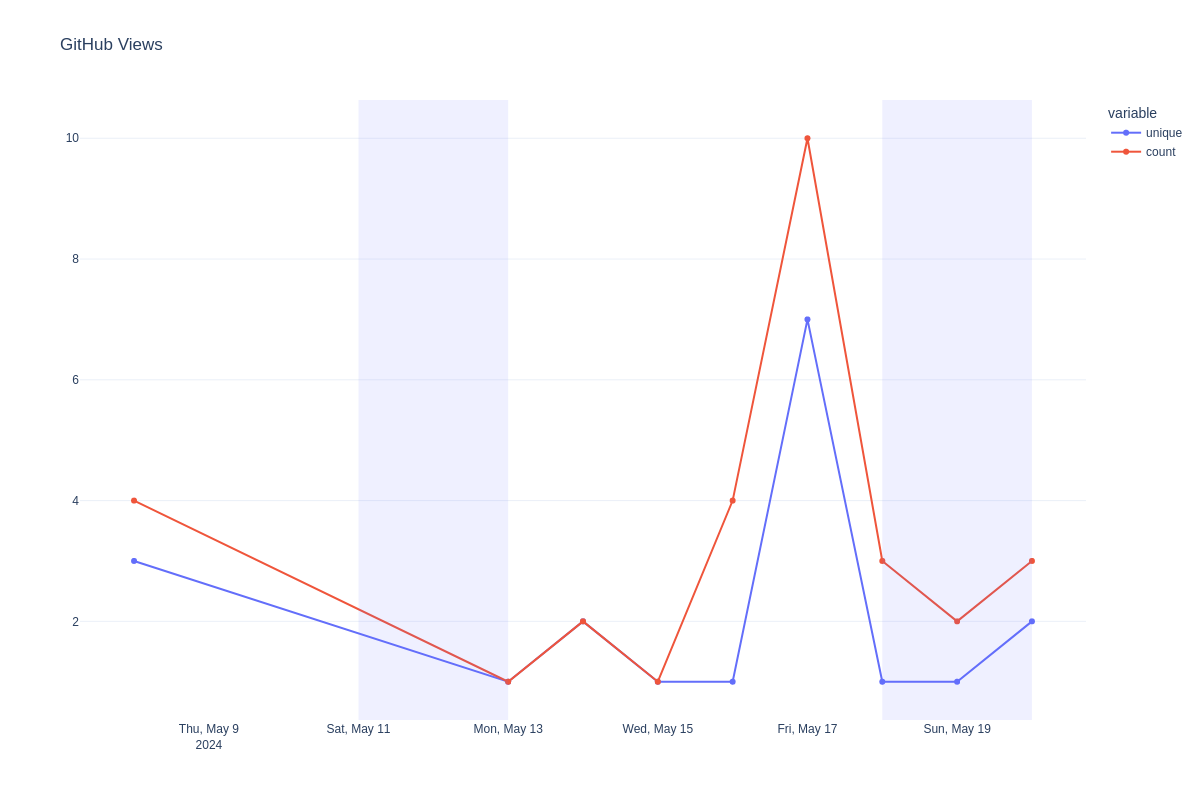 GitHub Views
variable
unique
count
10
8
6
4
2
Thu, May 9
2024
Sat, May 11
Mon, May 13
Wed, May 15
Fri, May 17
Sun, May 19